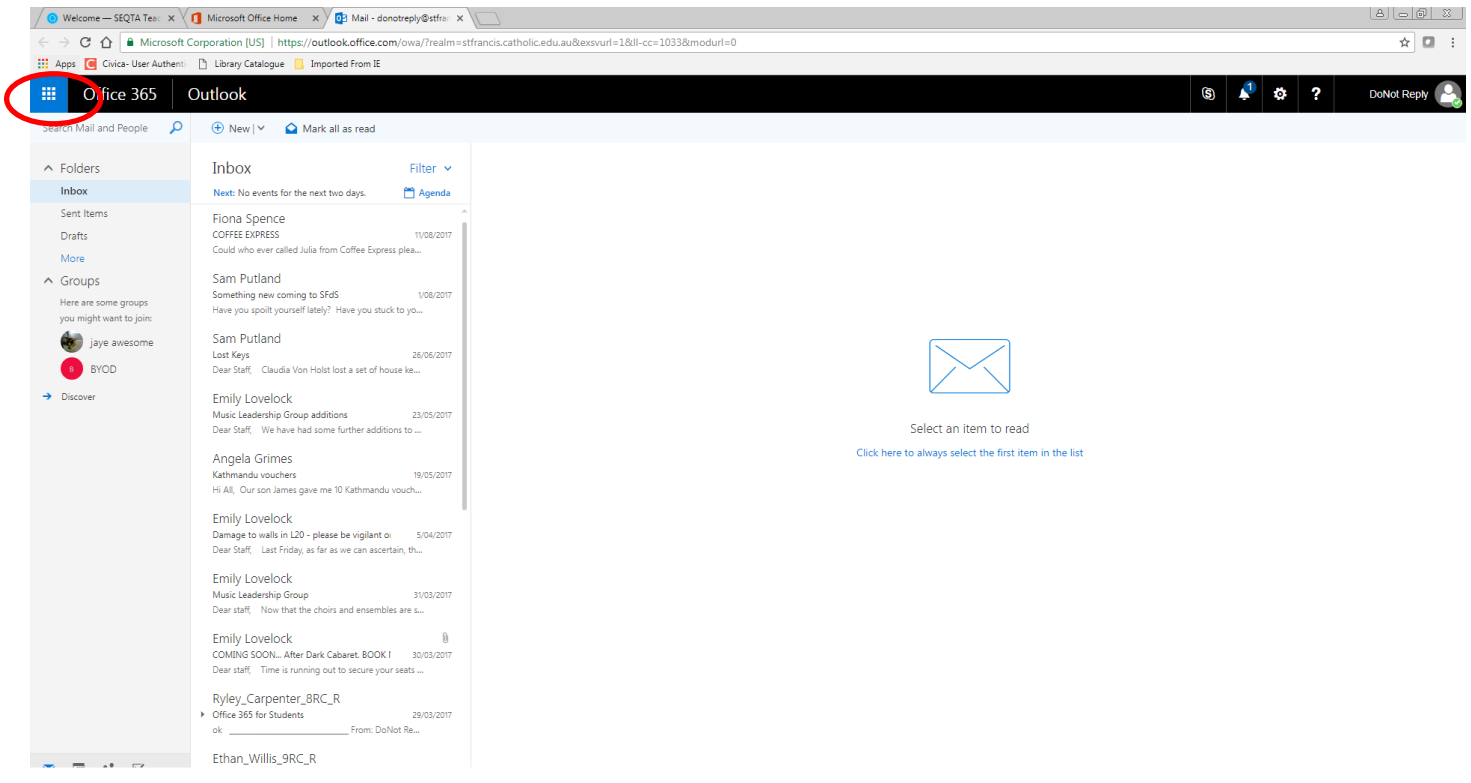 Welcome — SEQTA Teac
Microsoft Office Home
Mail - donotreply@stfran
Microsoft Corporation [US] | https://outlook.office.com/owa/?realm=stfrancis.catholic.edu.au&exsvurl=1&ll-cc=1033&modurl=0
Apps Civica- User Authenti Library Catalogue Imported From IE
Office 365 Outlook 1 ? DoNot Reply
Search Mail and People New Mark all as read
Folders
Inbox
Sent Items
Drafts
More
Groups
Here are some groups
you might want to join:
jaye awesome
B BYOD
Discover
Inbox Filter
Next: No events for the next two days. Agenda
Fiona Spence
COFFEE EXPRESS 11/08/2017
Could who ever called Julia from Coffee Express plea...
Sam Putland
Something new coming to SFdS 1/08/2017
Have you spoilt yourself lately? Have you stuck to yo...
Sam Putland
Lost Keys 26/06/2017
Dear Staff, Claudia Von Holst lost a set of house ke...
Emily Lovelock
Music Leadership Group additions 23/05/2017
Dear Staff, We have had some further additions to ...
Angela Grimes
Kathmandu vouchers 19/05/2017
Hi All, Our son James gave me 10 Kathmandu vouch...
Emily Lovelock
Damage to walls in L20 - please be vigilant o 5/04/2017
Dear Staff, Last Friday, as far as we can ascertain, th...
Emily Lovelock
Music Leadership Group 31/03/2017
Dear staff, Now that the choirs and ensembles are s...
Emily Lovelock
COMING SOON... After Dark Cabaret. BOOK 30/03/2017
Dear staff, Time is running out to secure your seats ...
Ryley_Carpenter_8RC_R
Office 365 for Students 29/03/2017
ok ________________________ From: DoNot Re...
Ethan_Willis_9RC_R
Select an item to read
Click here to always select the first item in the list